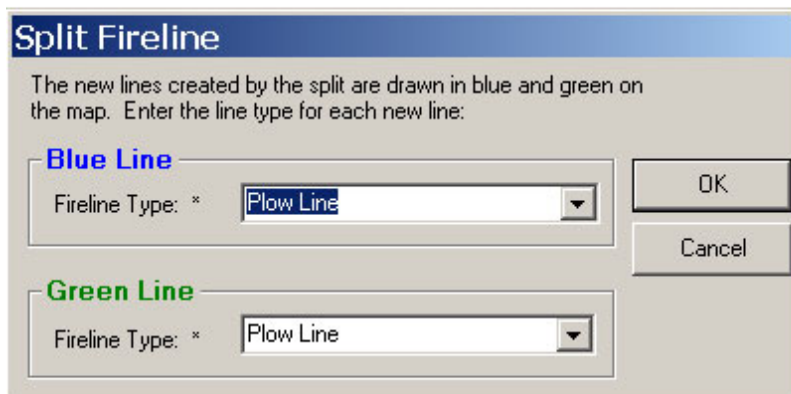 Split Fireline
The new lines created by the split are drawn in blue and green on
the map.  Enter the line type for each new line:
Blue Line
Fireline Type:  * Plow Line
OK
Cancel
Green Line
Fireline Type:  * Plow Line